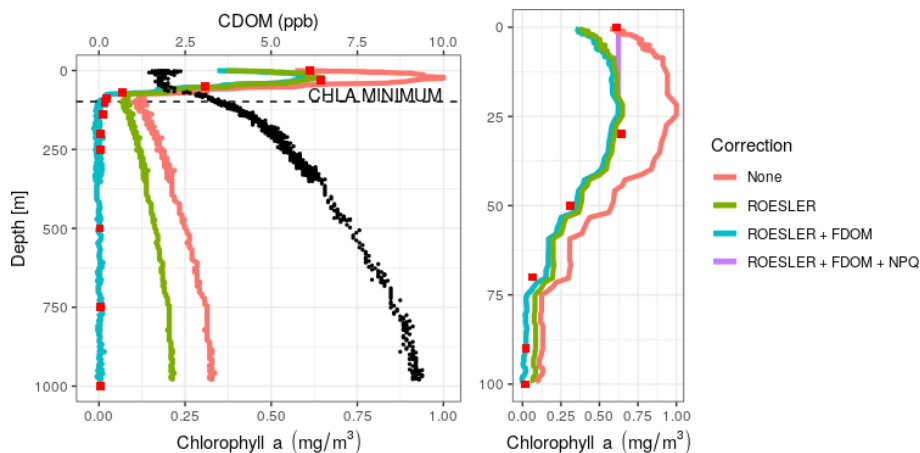 CDOM (ppb)
0.0 2.5 5.0 7.5 10.0
0
250
500
750
1000
Depth [m]
CHLA MINIMUM
0.00 0.25 0.50 0.75 1.00
Chlorophyll a (mg/m³)
0
25
50
75
100
0.00 0.25 0.50 0.75 1.00
Chlorophyll a (mg/m³)
Correction
None
ROESLER
ROESLER + FDOM
ROESLER + FDOM + NPQ